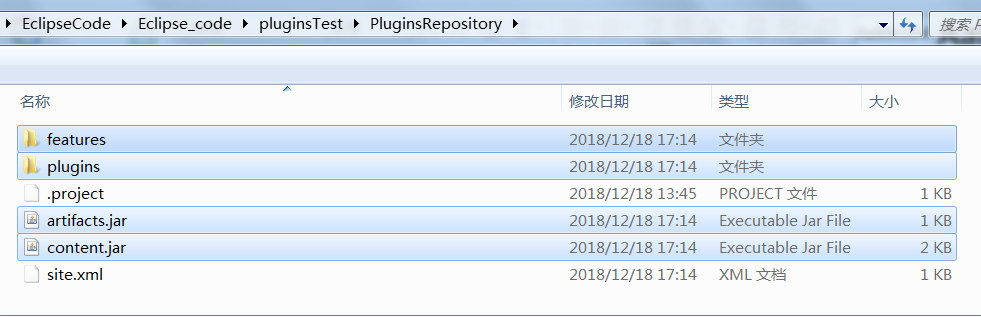 EclipseCode Eclipse_code pluginsTest PluginsRepository 搜索
名称 修改日期 类型 大小
features 2018/12/18 17:14 文件夹
plugins 2018/12/18 17:14 文件夹
.project 2018/12/18 13:45 PROJECT 文件 1 KB
artifacts.jar 2018/12/18 17:14 Executable Jar File 1 KB
content.jar 2018/12/18 17:14 Executable Jar File 2 KB
site.xml 2018/12/18 17:14 XML 文档 1 KB